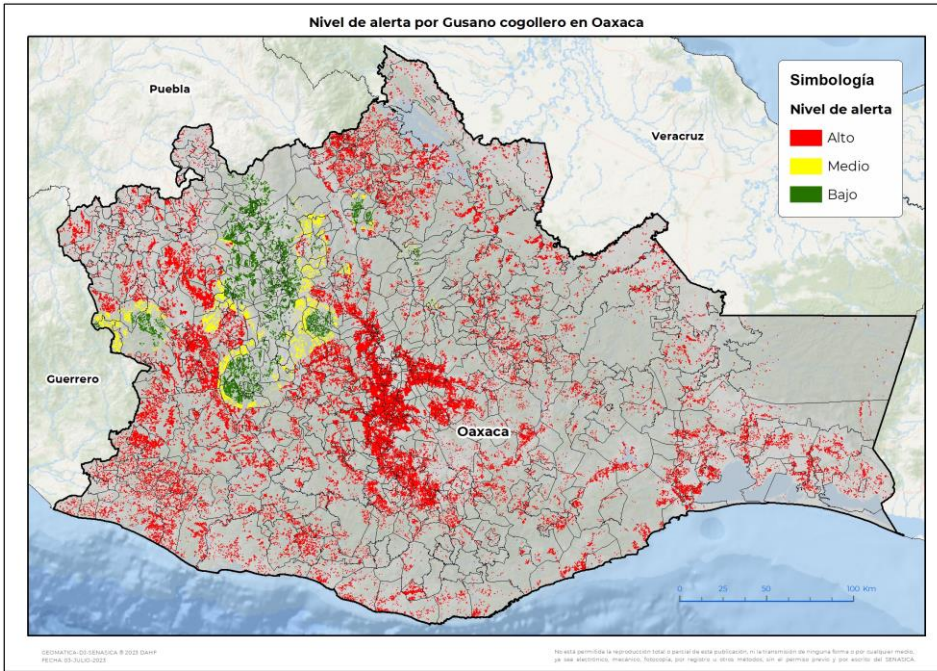 Nivel de alerta por Gusano cogollero en Oaxaca
Simbología
Nivel de alerta
Alto
Medio
Bajo
Puebla
Veracruz
Guerrero
Oaxaca
0 25 50 100 Km
GEOMATICA-DS-SENASICA ® 2023 DAHP
FECHA: 03-JULIO-2023
No está permitida la reproducción total o parcial de esta publicación, ni la transmisión de ninguna forma o por cualquier medio,
ya sea electrónico, mecánico, fotocopia, por registro u otros métodos, sin el permiso previo y por escrito del SENASICA.